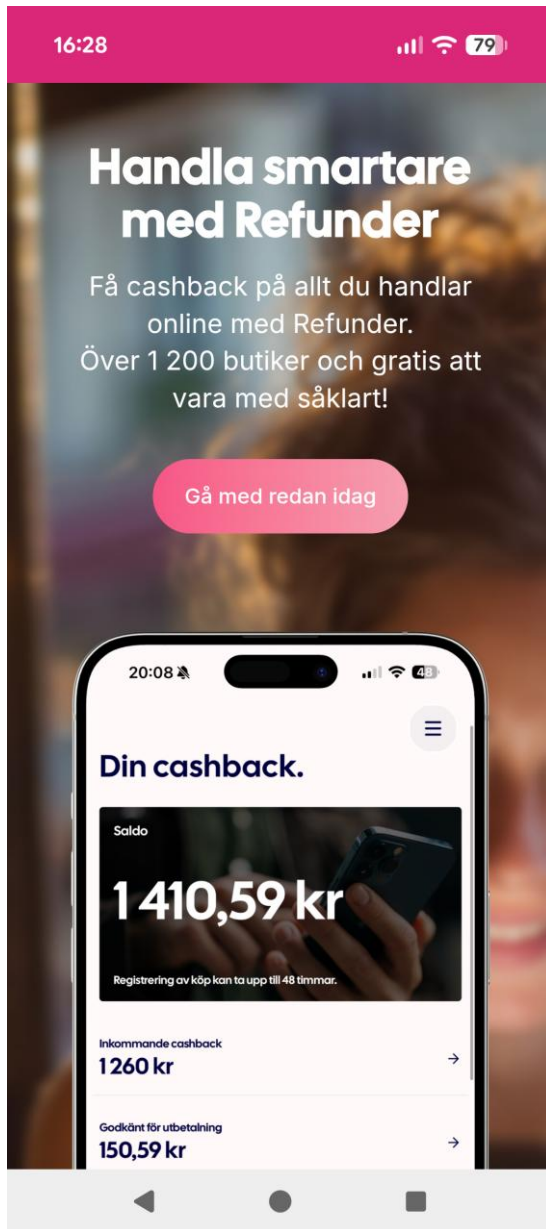 16:28
79
Handla smartare
med Refunder
Få cashback på allt du handlar
online med Refunder.
Över 1 200 butiker och gratis att
vara med såklart!
Gå med redan idag
20:08
48
Din cashback.
Saldo
1 410,59 kr
Registrering av köp kan ta upp till 48 timmar.
Inkommande cashback
1 260 kr
Godkänt för utbetalning
150,59 kr